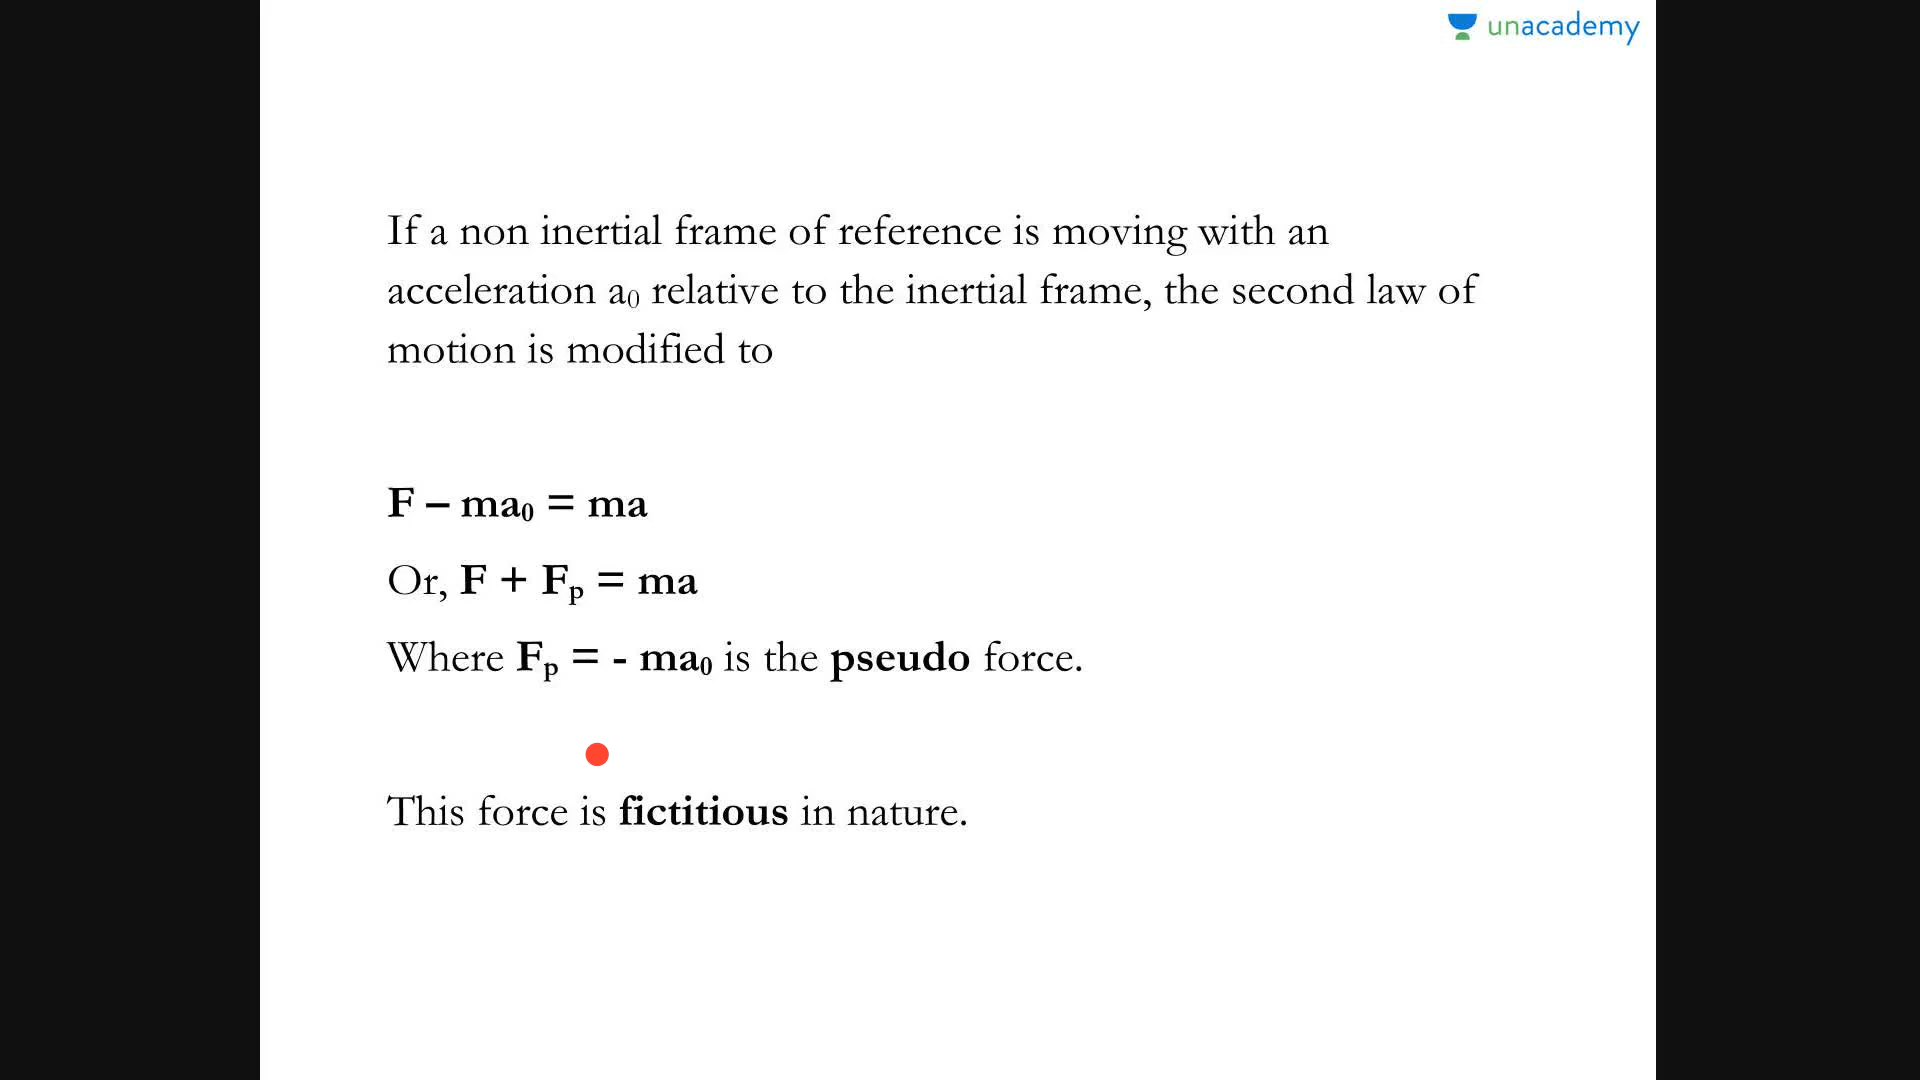 unacademy
If a non inertial frame of reference is moving with an
acceleration a₀ relative to the inertial frame, the second law of
motion is modified to
F – ma₀ = ma
Or, F + Fₚ = ma
Where Fₚ = - ma₀ is the pseudo force.
This force is fictitious in nature.